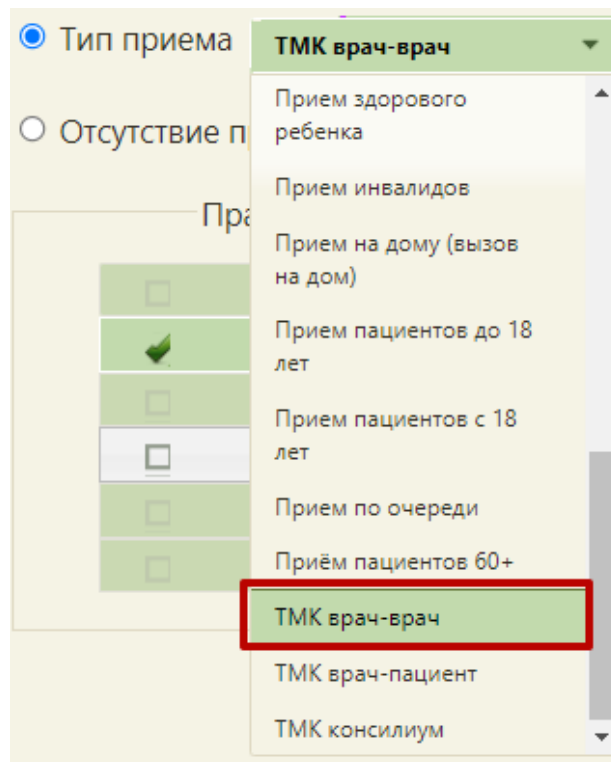 Тип приема
ТМК врач-врач
Прием здорового
ребенка
Отсутствие
Прием инвалидов
Прием на дому (вызов
на дом)
Прием пациентов до 18
лет
Прием пациентов с 18
лет
Прием по очереди
Приём пациентов 60+
ТМК врач-врач
ТМК врач-пациент
ТМК консилиум